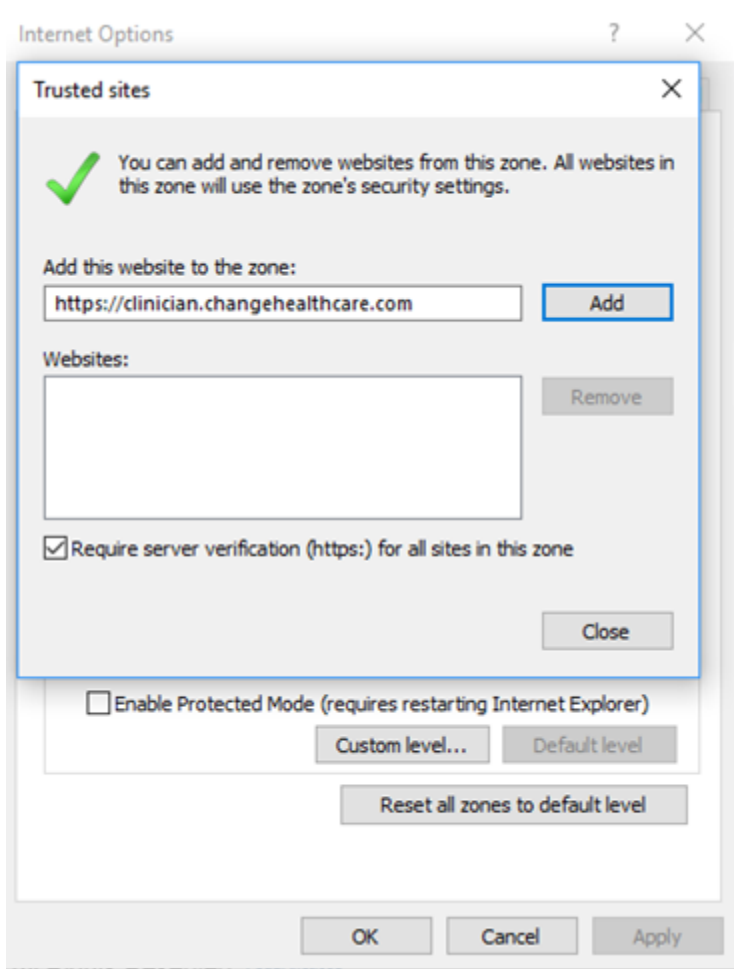 Internet Options
?
Trusted sites
You can add and remove websites from this zone. All websites in
this zone will use the zone's security settings.
Add this website to the zone:
https://clinician.changehealthcare.com
Add
Websites:
Remove
Require server verification (https:) for all sites in this zone
Close
Enable Protected Mode (requires restarting Internet Explorer)
Custom level...
Default level
Reset all zones to default level
OK
Cancel
Apply